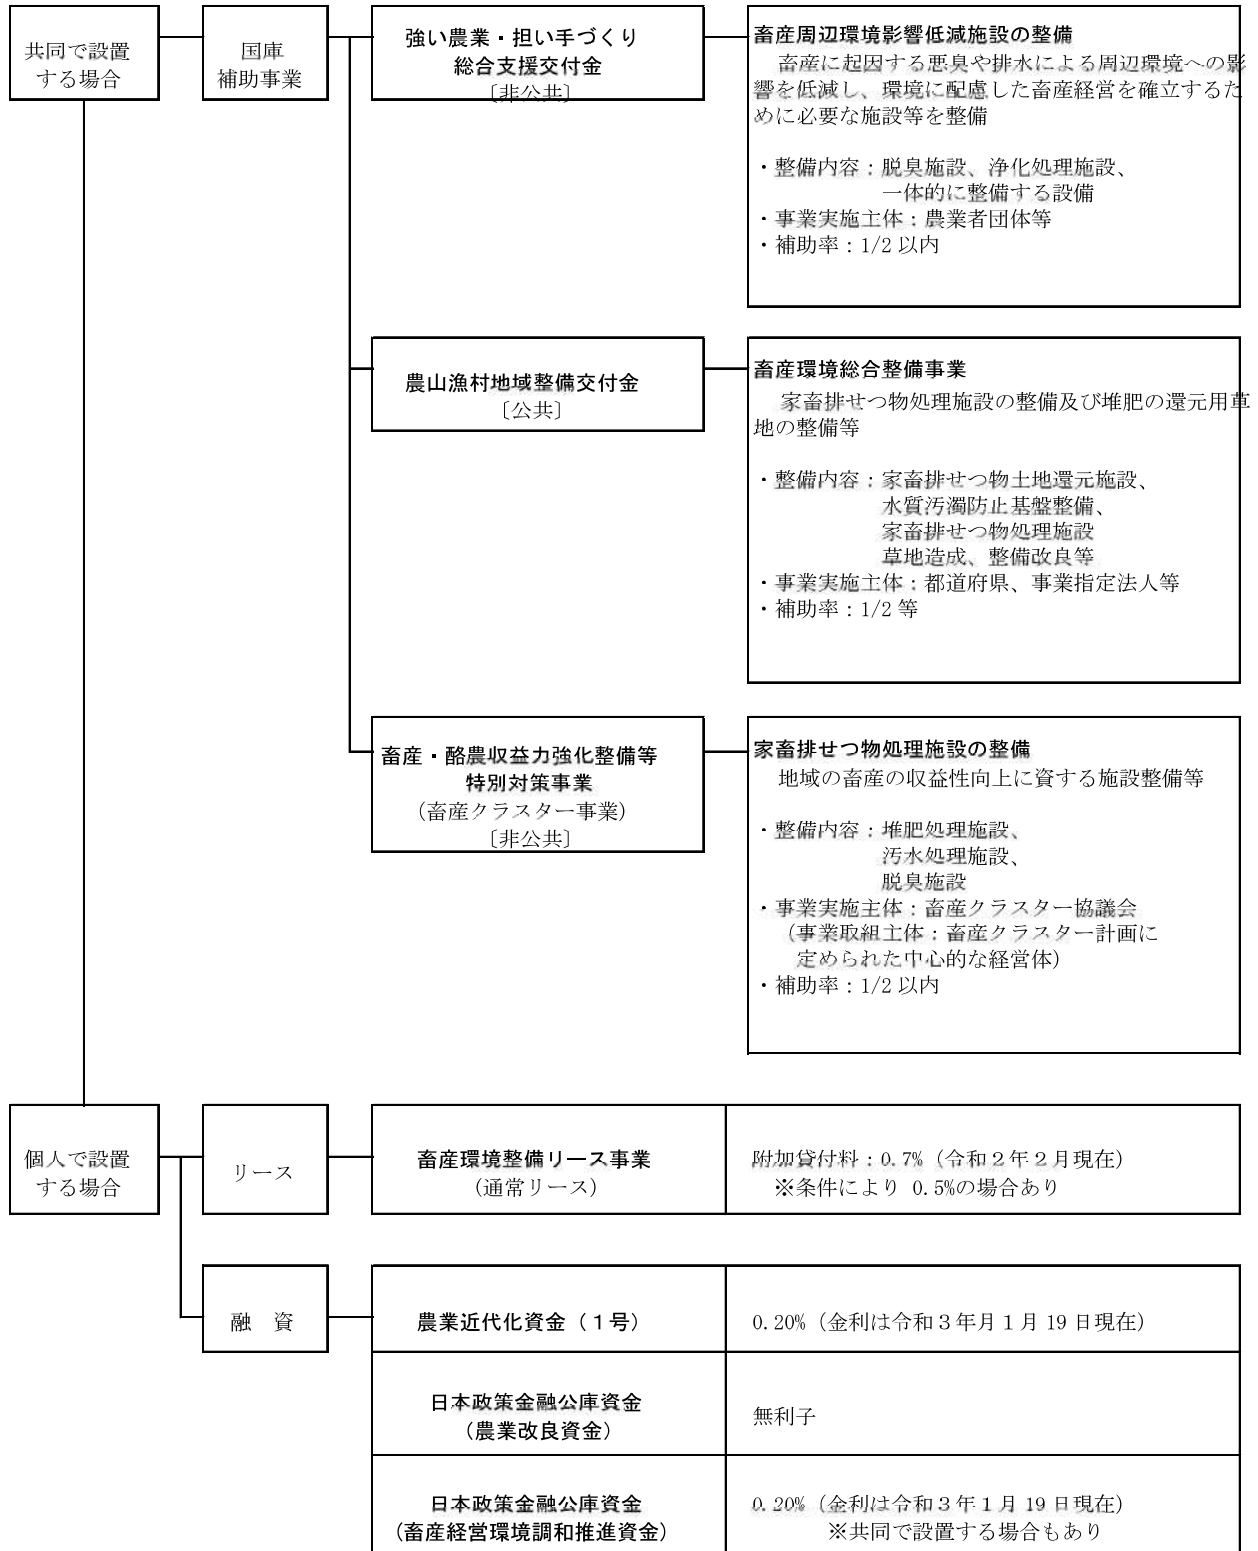 共同で設置
する場合
国庫
補助事業
強い農業・担い手づくり
総合支援交付金
〔非公共〕
畜産周辺環境影響低減施設の整備
畜産に起因する悪臭や排水による周辺環境への影
響を低減し、環境に配慮した畜産経営を確立するた
めに必要な施設等を整備
・整備内容：脱臭施設、浄化処理施設、
一体的に整備する設備
・事業実施主体：農業者団体等
・補助率：1/2 以内
農山漁村地域整備交付金
〔公共〕
畜産環境総合整備事業
家畜排せつ物処理施設の整備及び堆肥の還元用草
地の整備等
・整備内容：家畜排せつ物土地還元施設、
水質汚濁防止基盤整備、
家畜排せつ物処理施設
草地造成、整備改良等
・事業実施主体：都道府県、事業指定法人等
・補助率：1/2 等
畜産・酪農収益力強化整備等
特別対策事業
（畜産クラスター事業）
〔非公共〕
家畜排せつ物処理施設の整備
地域の畜産の収益性向上に資する施設整備等
・整備内容：堆肥処理施設、
汚水処理施設、
脱臭施設
・事業実施主体：畜産クラスター協議会
（事業取組主体：畜産クラスター計画に
定められた中心的な経営体）
・補助率：1/2 以内
個人で設置
する場合
リース
畜産環境整備リース事業
（通常リース）
附加貸付料：0.7%（令和２年２月現在）
※条件により 0.5%の場合あり
融　資
農業近代化資金（１号）
0.20%（金利は令和３年月１月 19 日現在）
日本政策金融公庫資金
（農業改良資金）
無利子
日本政策金融公庫資金
（畜産経営環境調和推進資金）
0.20%（金利は令和３年１月 19 日現在）
※共同で設置する場合もあり